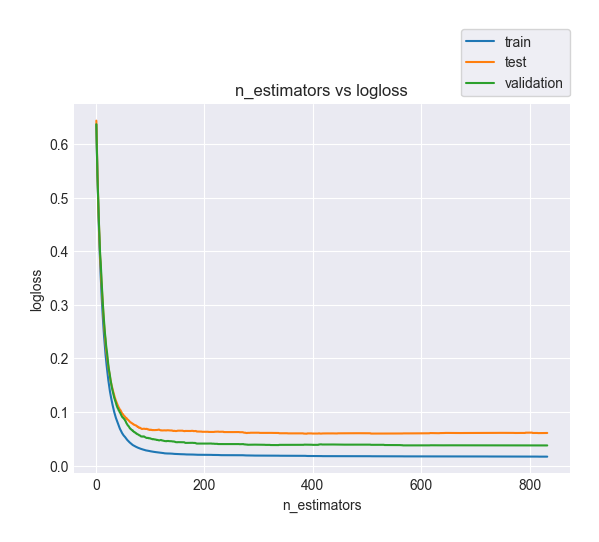 train
test
validation
n_estimators vs logloss
0.6
0.5
0.4
0.3
0.2
0.1
0.0
logloss
0 200 400 600 800
n_estimators